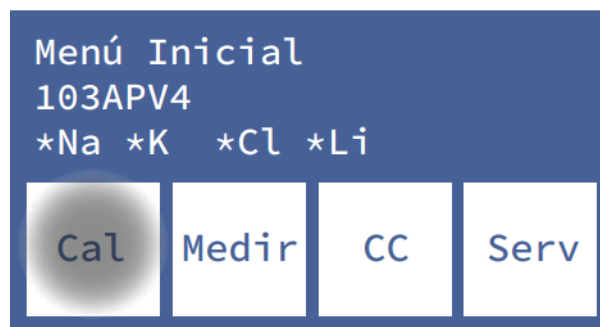 Menú Inicial
103APV4
*Na *K  *Cl *Li
Cal Medir CC Serv